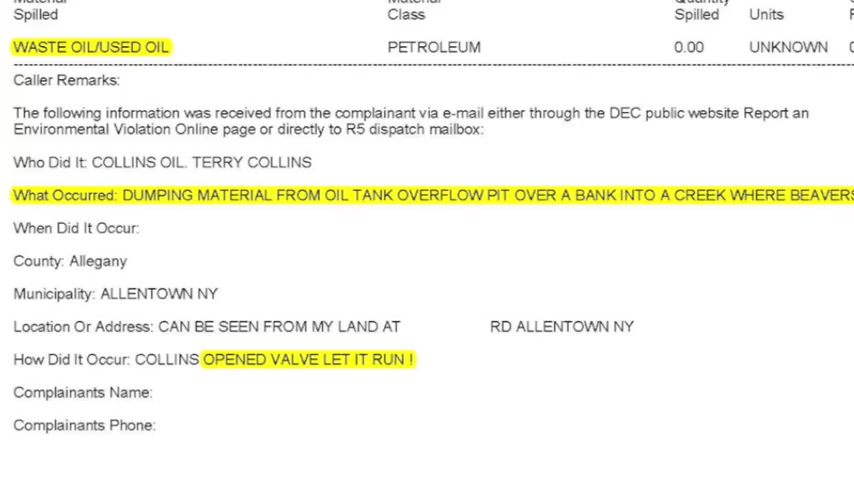 Spilled Class Spilled Units
WASTE OIL/USED OIL PETROLEUM 0.00 UNKNOWN
Caller Remarks:
The following information was received from the complainant via e-mail either through the DEC public website Report an
Environmental Violation Online page or directly to R5 dispatch mailbox:
Who Did It: COLLINS OIL. TERRY COLLINS
What Occurred: DUMPING MATERIAL FROM OIL TANK OVERFLOW PIT OVER A BANK INTO A CREEK WHERE BEAVERS
When Did It Occur:
County: Allegany
Municipality: ALLENTOWN NY
Location Or Address: CAN BE SEEN FROM MY LAND AT RD ALLENTOWN NY
How Did It Occur: COLLINS OPENED VALVE LET IT RUN !
Complainants Name:
Complainants Phone: